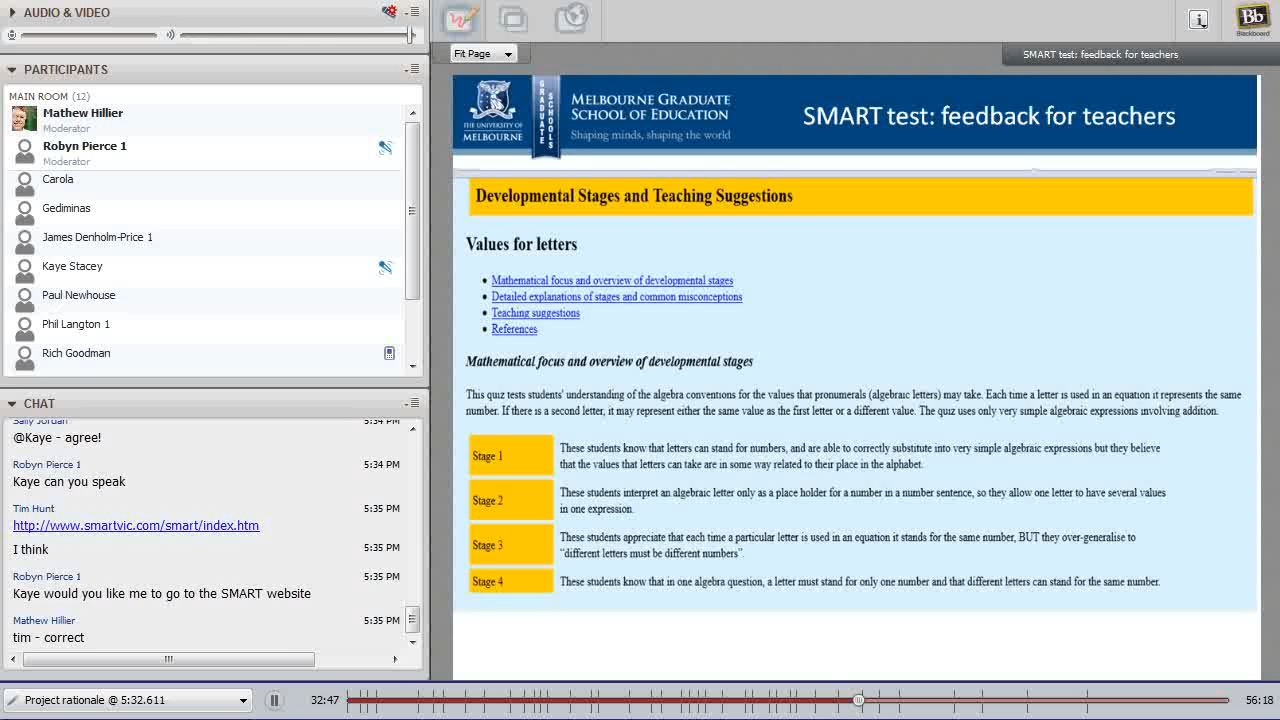 AUDIO & VIDEO
PARTICIPANTS
MAIN ROOM (12)
Mathew Hillier
Moderator
Robyn Pierce 1
Moderator
Carola
Geoff
James Denholm-Price 1
Kaye Stacey
Paul Newhouse
Phil Langton 1
Rich Goodman
CHAT
Sally Jordan 5:34 PM
@Kaye - agree!
Robyn Pierce 1 5:34 PM
kaye can you speak
Tim Hunt 5:35 PM
http://www.smartvic.com/smart/index.htm
I think. 5:35 PM
Robyn Pierce 1 5:35 PM
kaye would you like me to go to the SMART website
Mathew Hillier 5:35 PM
tim - correct
Fit Page
SMART test: feedback for teachers
Bb
Blackboard
THE UNIVERSITY OF
MELBOURNE
GRADUATE SCHOOLS
MELBOURNE GRADUATE
SCHOOL OF EDUCATION
Shaping minds, shaping the world
SMART test: feedback for teachers
Developmental Stages and Teaching Suggestions
Values for letters
• Mathematical focus and overview of developmental stages
• Detailed explanations of stages and common misconceptions
• Teaching suggestions
• References
Mathematical focus and overview of developmental stages
This quiz tests students' understanding of the algebra conventions for the values that pronumerals (algebraic letters) may take. Each time a letter is used in an equation it represents the same
number. If there is a second letter, it may represent either the same value as the first letter or a different value. The quiz uses only very simple algebraic expressions involving addition.
Stage 1 These students know that letters can stand for numbers, and are able to correctly substitute into very simple algebraic expressions but they believe
that the values that letters can take are in some way related to their place in the alphabet.
Stage 2 These students interpret an algebraic letter only as a place holder for a number in a number sentence, so they allow one letter to have several values
in one expression.
Stage 3 These students appreciate that each time a particular letter is used in an equation it stands for the same number, BUT they over-generalise to
“different letters must be different numbers”.
Stage 4 These students know that in one algebra question, a letter must stand for only one number and that different letters can stand for the same number.
Project rationale @ 5:32.611
32:47
56:18